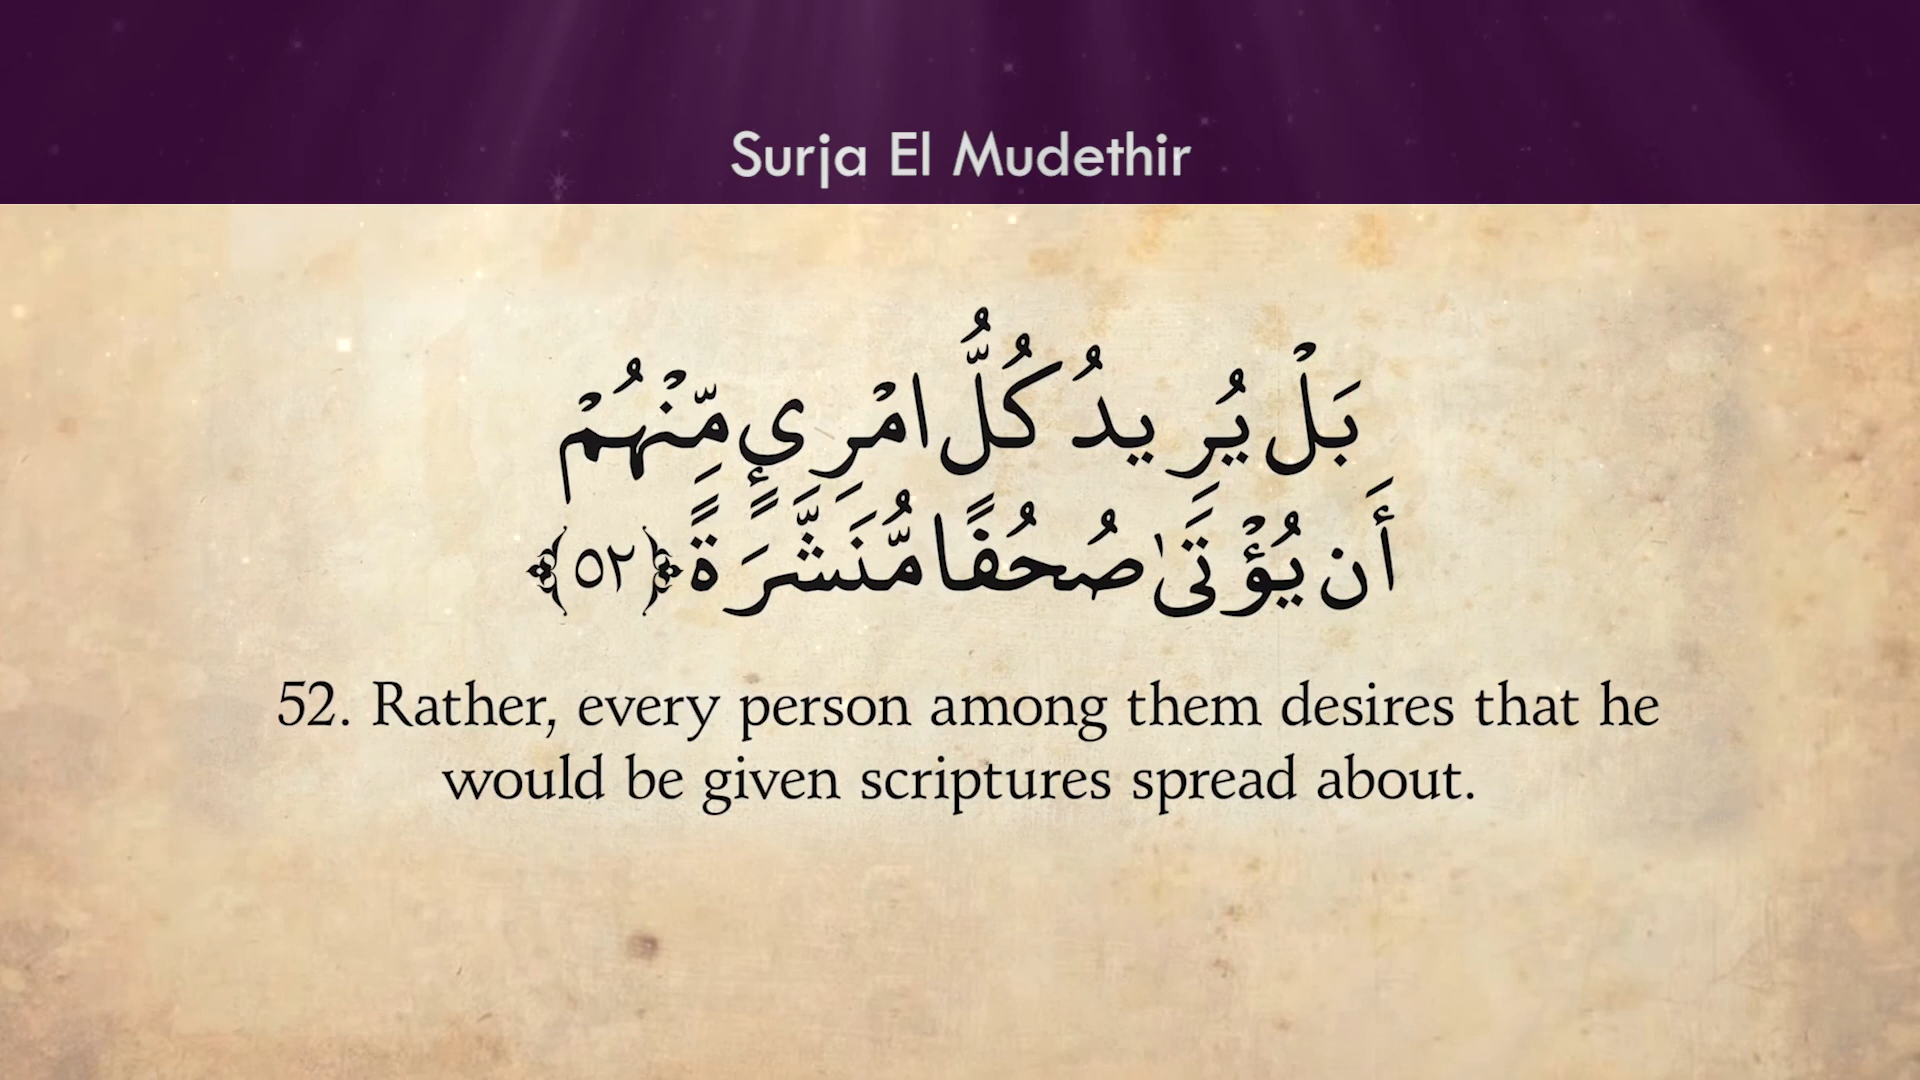 Surja El Mudethir
بَلْ يُرِيدُ كُلُّ امْرِئٍ مِّنْهُمْ
أَن يُؤْتَىٰ صُحُفًا مُّنَشَّرَةً ﴿٥٢﴾
52. Rather, every person among them desires that he
would be given scriptures spread about.